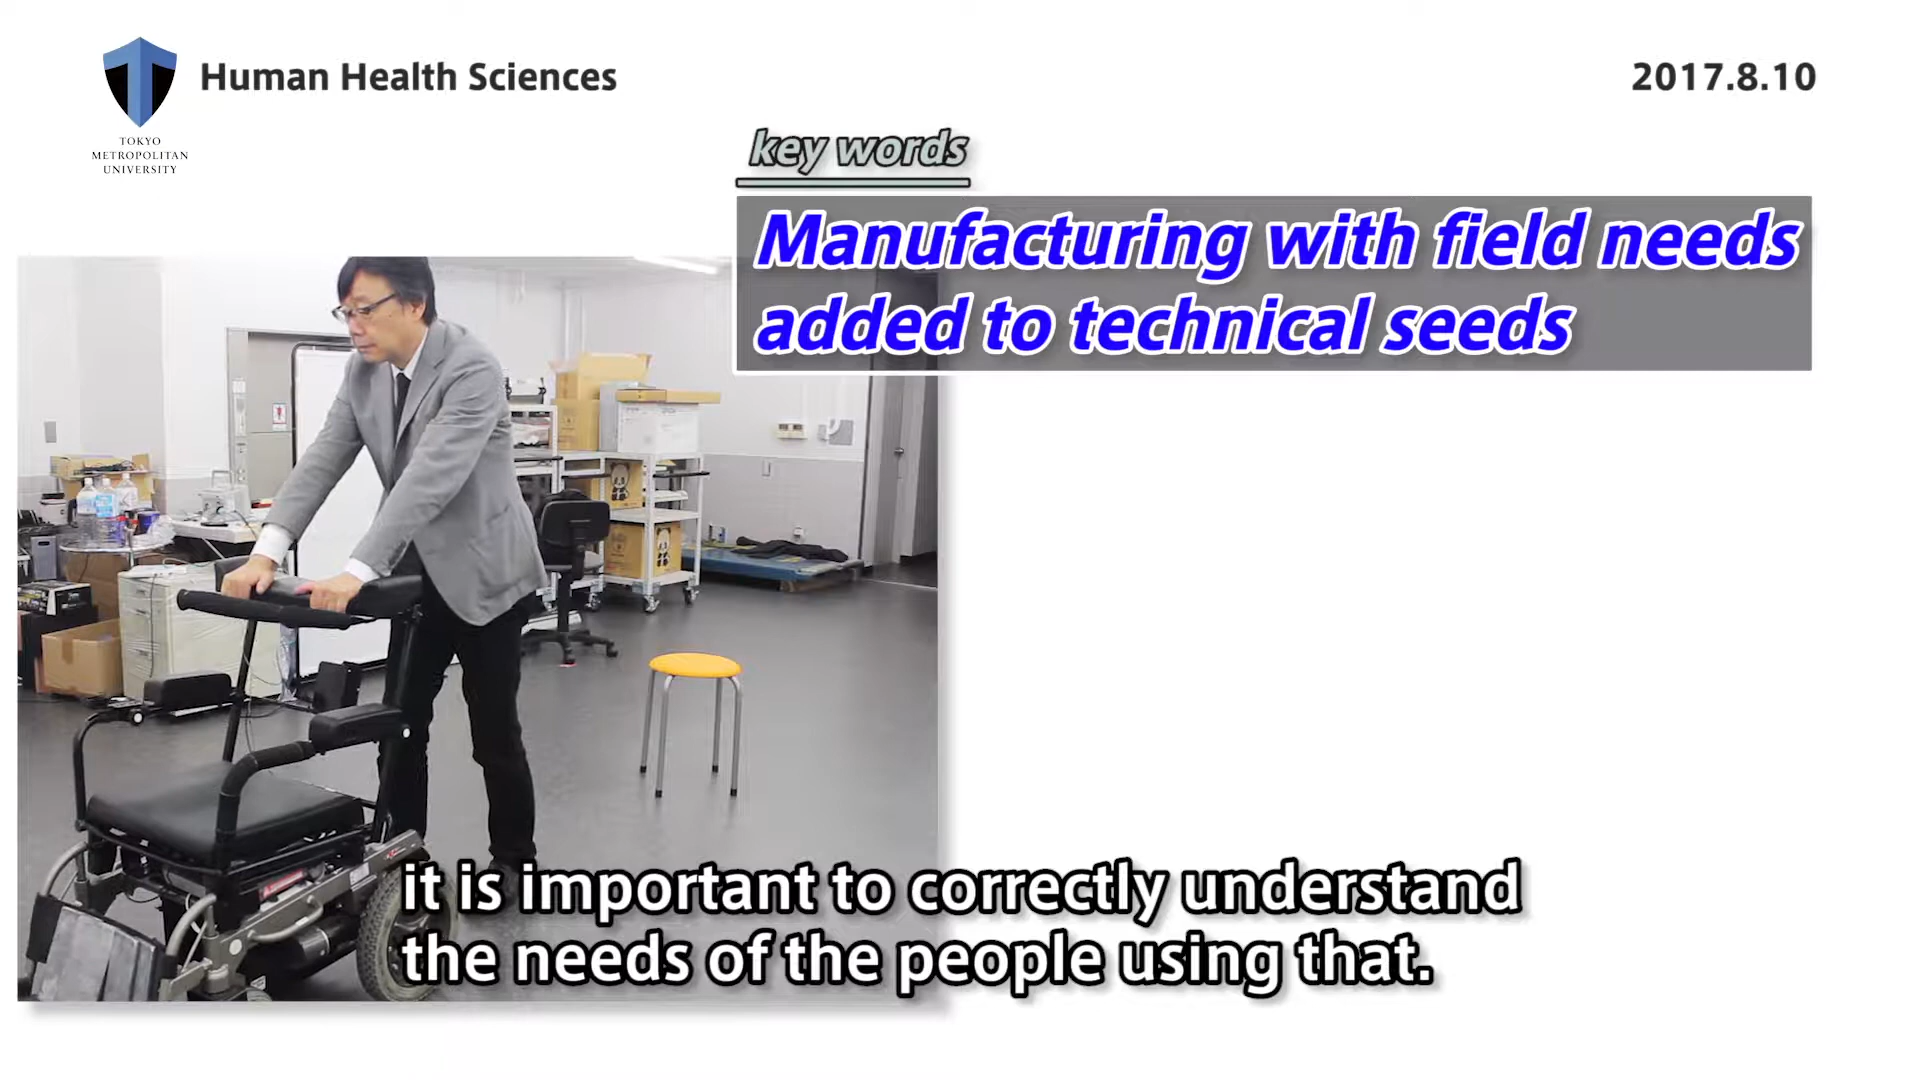 Human Health Sciences
2017.8.10
TOKYO
METROPOLITAN
UNIVERSITY
key words
Manufacturing with field needs
added to technical seeds
it is important to correctly understand
the needs of the people using that.